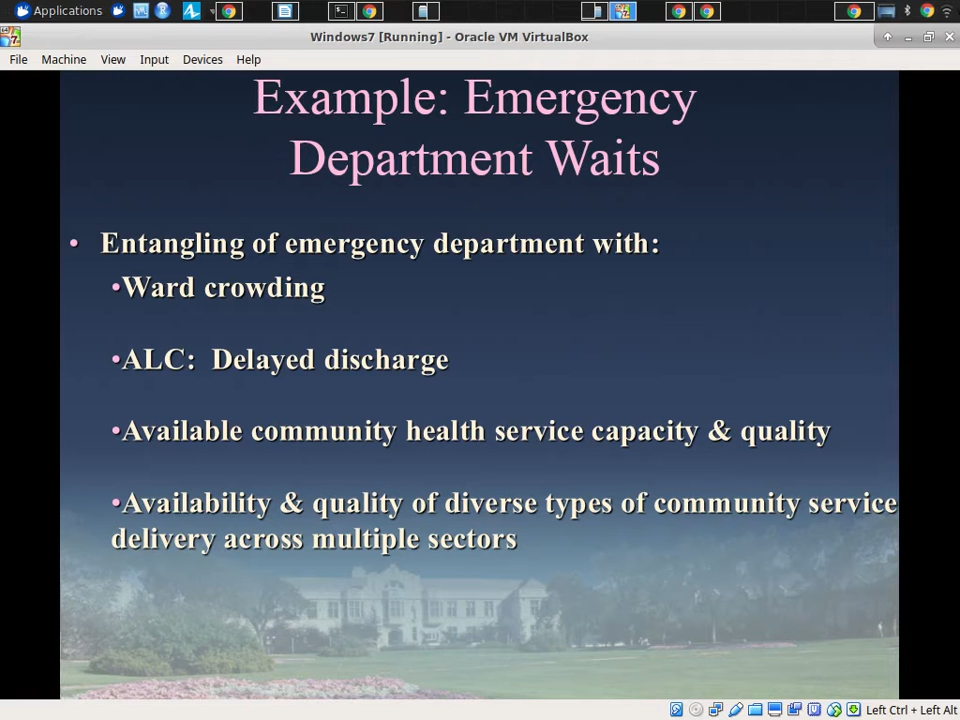 Applications
Windows7 [Running] - Oracle VM VirtualBox
File Machine View Input Devices Help
Example: Emergency
Department Waits
• Entangling of emergency department with:
•Ward crowding
•ALC:  Delayed discharge
•Available community health service capacity & quality
•Availability & quality of diverse types of community service
delivery across multiple sectors
Left Ctrl + Left Alt